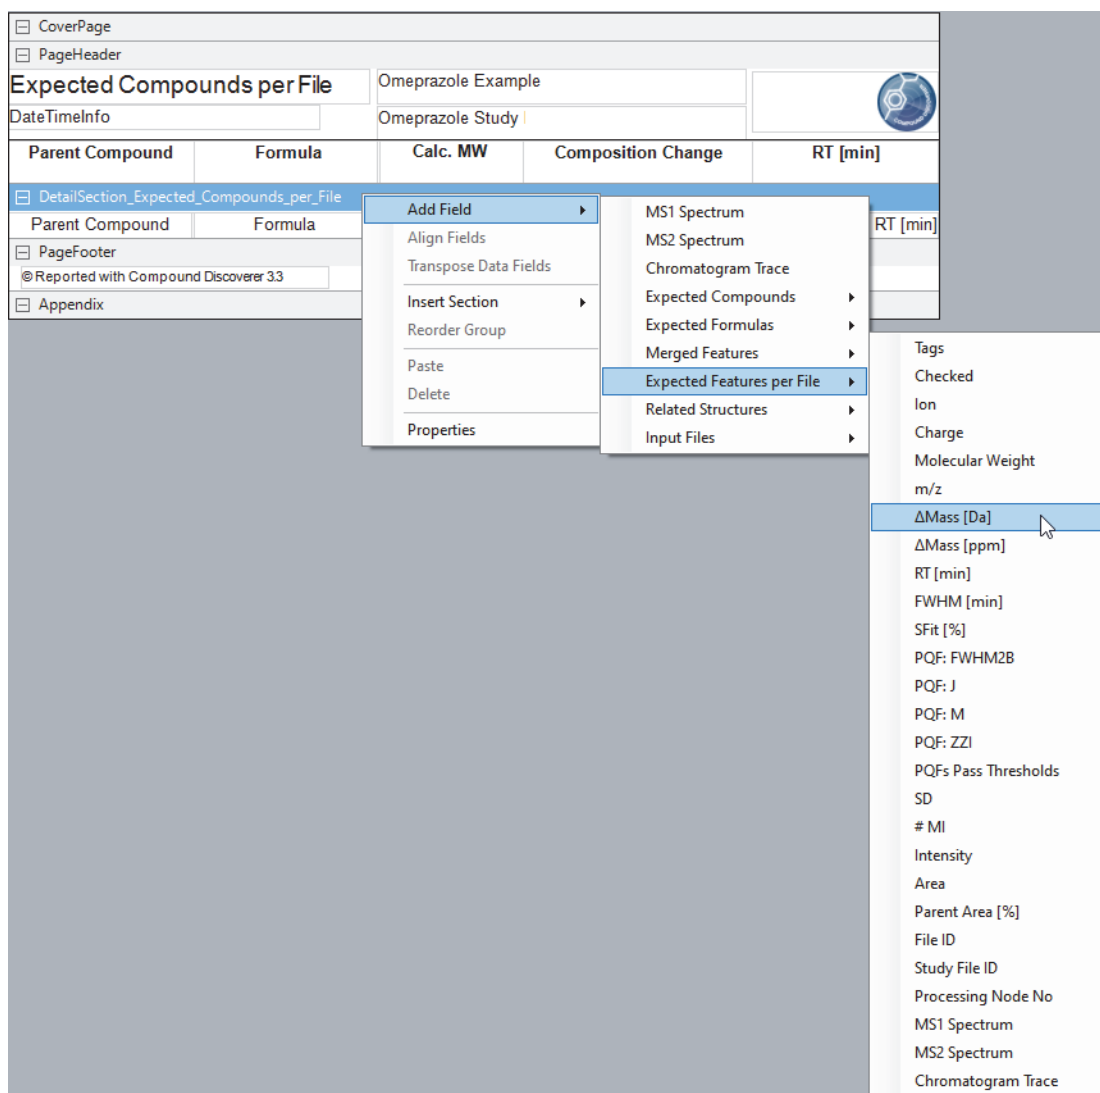 CoverPage
PageHeader
Expected Compounds per File
Omeprazole Example
DateTimeInfo
Omeprazole Study
Parent Compound Formula Calc. MW Composition Change RT [min]
DetailSection_Expected_Compounds_per_File
Parent Compound Formula RT [min]
PageFooter
© Reported with Compound Discoverer 3.3
Appendix
Add Field
Align Fields
Transpose Data Fields
Insert Section
Reorder Group
Paste
Delete
Properties
MS1 Spectrum
MS2 Spectrum
Chromatogram Trace
Expected Compounds
Expected Formulas
Merged Features
Expected Features per File
Related Structures
Input Files
Tags
Checked
Ion
Charge
Molecular Weight
m/z
ΔMass [Da]
ΔMass [ppm]
RT [min]
FWHM [min]
SFit [%]
PQF: FWHM2B
PQF: J
PQF: M
PQF: ZZI
PQFs Pass Thresholds
SD
# MI
Intensity
Area
Parent Area [%]
File ID
Study File ID
Processing Node No
MS1 Spectrum
MS2 Spectrum
Chromatogram Trace